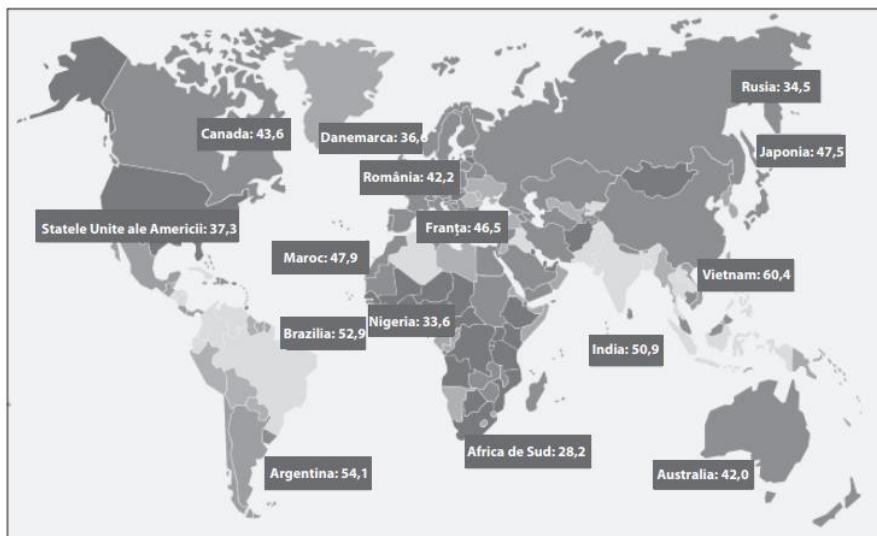 Rusia: 34,5
Canada: 43,6
Danemarca: 36,6
Japonia: 47,5
România: 42,2
Statele Unite ale Americii: 37,3
Franța: 46,5
Maroc: 47,9
Vietnam: 60,4
Nigeria: 33,6
Brazilia: 52,9
India: 50,9
Africa de Sud: 28,2
Argentina: 54,1
Australia: 42,0